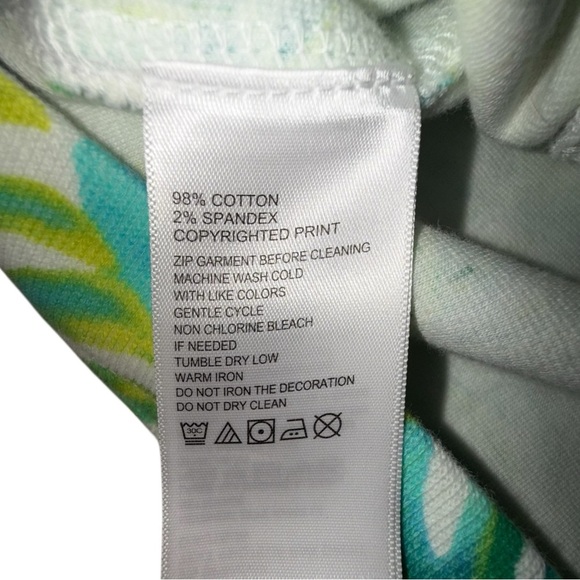 98% COTTON
2% SPANDEX
COPYRIGHTED PRINT
ZIP GARMENT BEFORE CLEANING
MACHINE WASH COLD
WITH LIKE COLORS
GENTLE CYCLE
NON CHLORINE BLEACH
IF NEEDED
TUMBLE DRY LOW
WARM IRON
DO NOT IRON THE DECORATION
DO NOT DRY CLEAN
30C